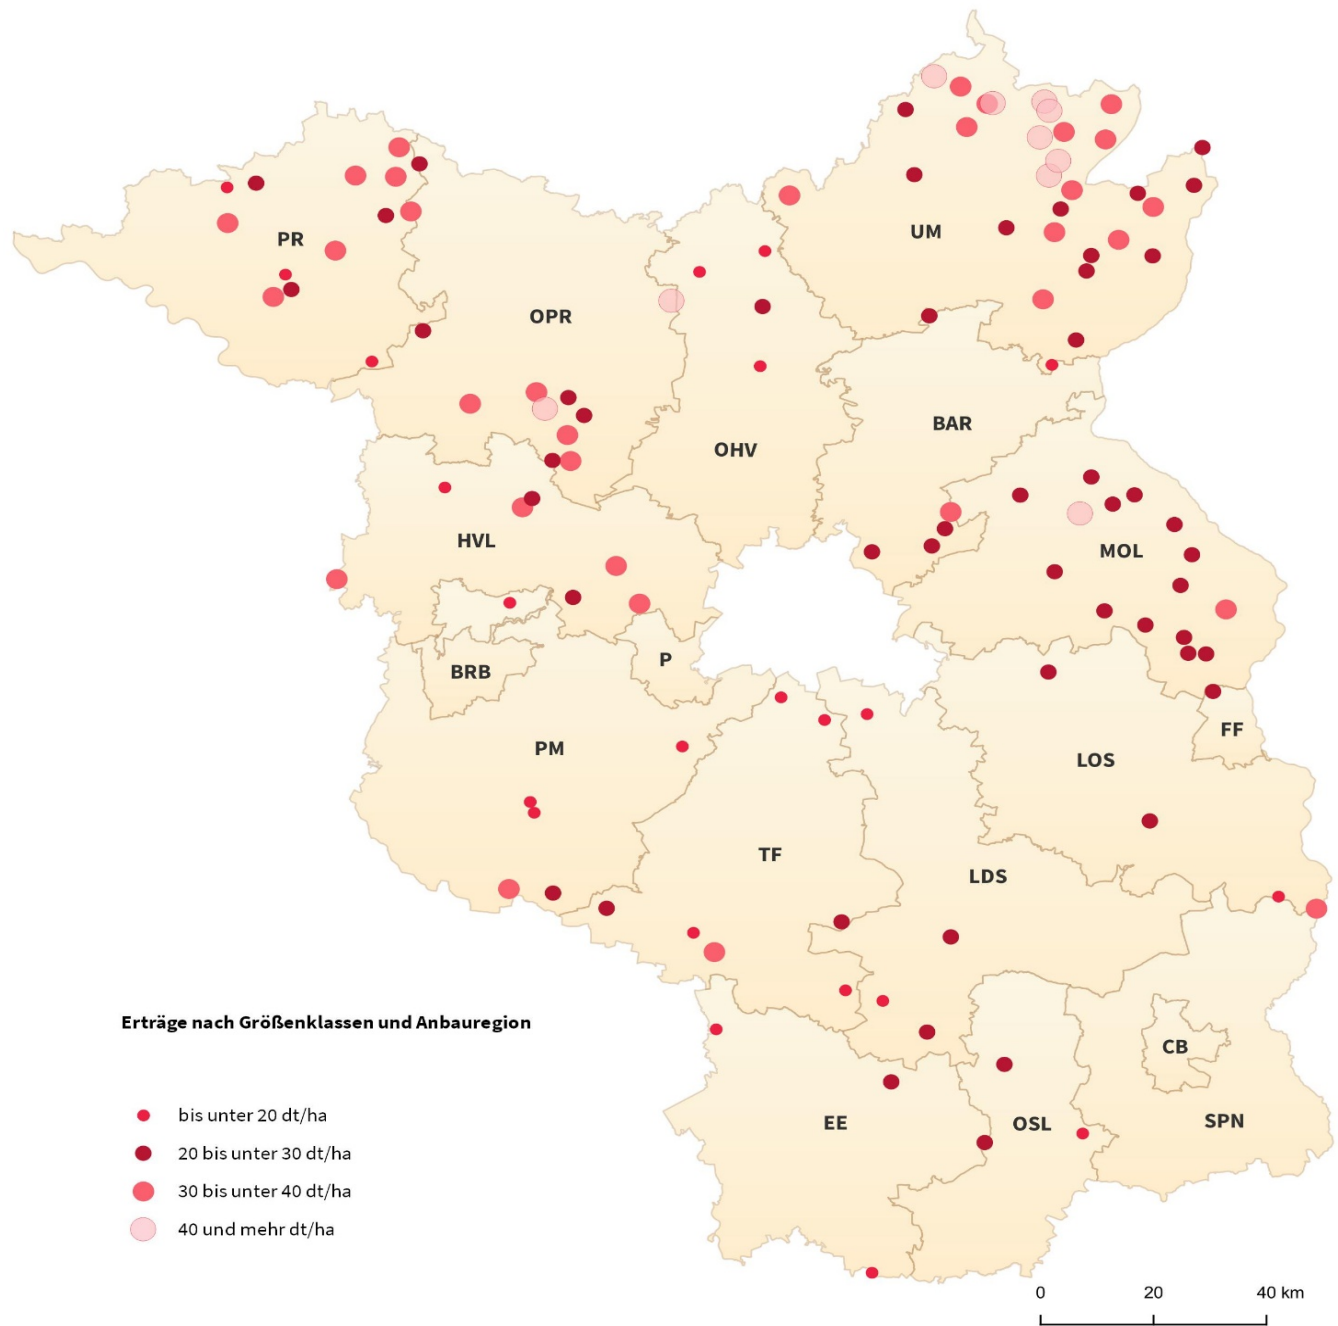 PR
UM
OPR
BAR
OHV
HVL
MOL
P
BRB
FF
PM
LOS
TF
LDS
Erträge nach Größenklassen und Anbauregion
CB
bis unter 20 dt/ha
EE
OSL
SPN
20 bis unter 30 dt/ha
30 bis unter 40 dt/ha
40 und mehr dt/ha
0 20 40 km